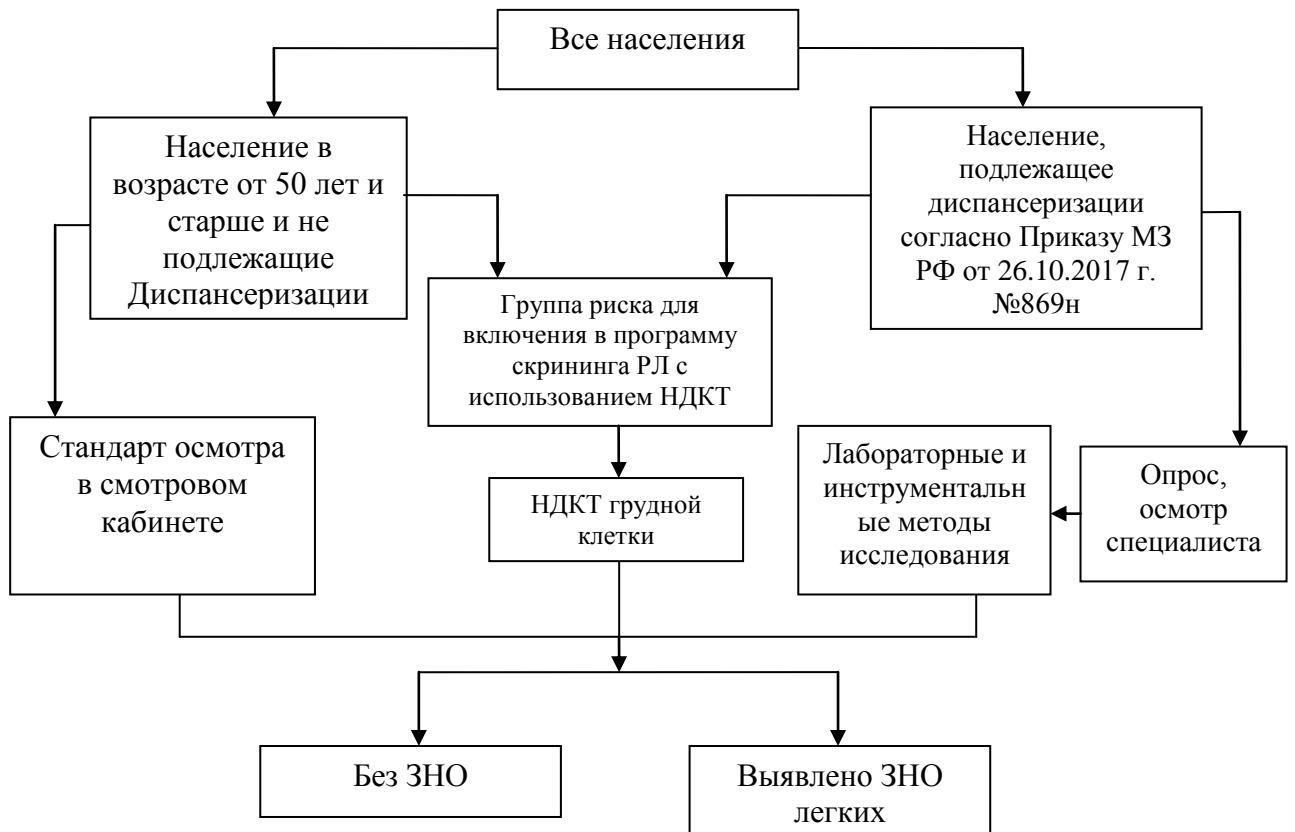 Все населения
Население в
возрасте от 50 лет и
старше и не
подлежащие
Диспансеризации
Население,
подлежащее
диспансеризации
согласно Приказу МЗ
РФ от 26.10.2017 г.
№869н
Группа риска для
включения в программу
скрининга РЛ с
использованием НДКТ
Стандарт осмотра
в смотровом
кабинете
НДКТ грудной
клетки
Лабораторные и
инструментальн
ые методы
исследования
Опрос,
осмотр
специалиста
Без ЗНО
Выявлено ЗНО
легких